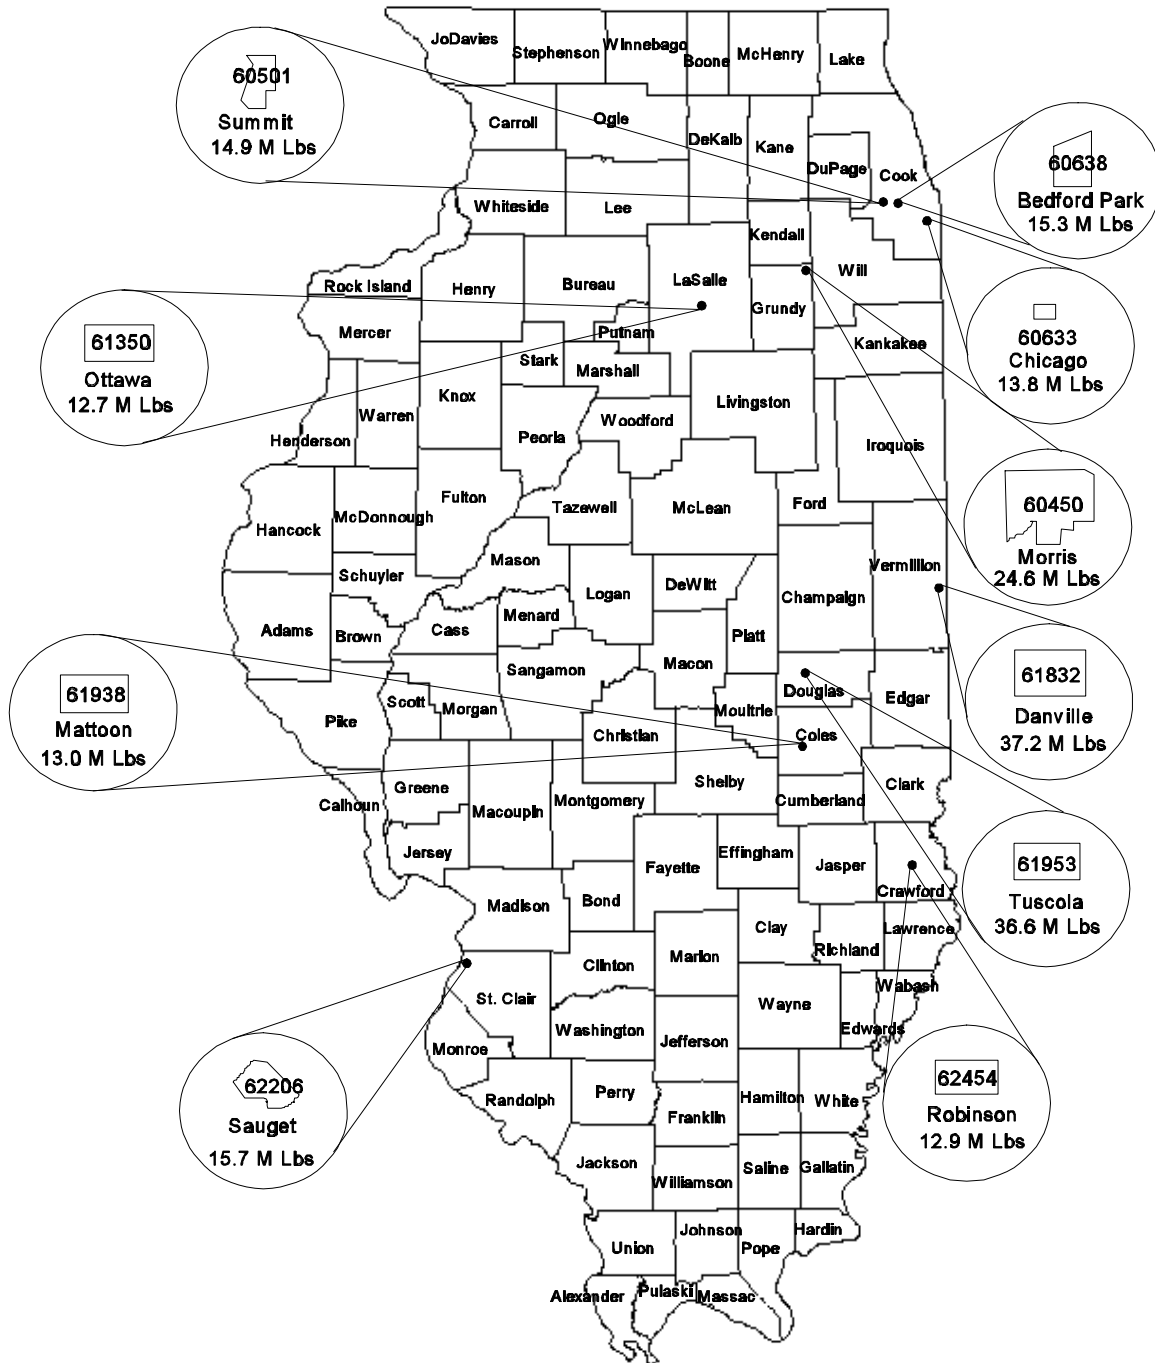 JoDavies
Stephenson
Winnebago
Boone
McHenry
Lake
60501
Summit
14.9 M Lbs
Carroll
Ogle
DeKalb
Kane
DuPage
Cook
60638
Bedford Park
15.3 M Lbs
Whiteside
Lee
Kendall
Will
Rock Island
Henry
Bureau
LaSalle
Grundy
Putnam
Mercer
Kankakee
60633
Chicago
13.8 M Lbs
61350
Ottawa
12.7 M Lbs
Stark
Marshall
Knox
Warren
Henderson
Peoria
Woodford
Livingston
Iroquois
60450
Morris
24.6 M Lbs
Hancock
McDonnough
Fulton
Tazewell
McLean
Ford
Mason
Schuyler
Logan
DeWitt
Champaign
Vermillion
Adams
Brown
Cass
Menard
Piatt
Macon
Sangamon
61938
Mattoon
13.0 M Lbs
Pike
Scott
Morgan
Christian
Moultrie
Douglas
Coles
Edgar
61832
Danville
37.2 M Lbs
Calhoun
Greene
Macoupin
Montgomery
Shelby
Cumberland
Clark
Jersey
Fayette
Effingham
Jasper
Crawford
61953
Tuscola
36.6 M Lbs
Madison
Bond
Clay
Richland
Lawrence
Clinton
Marion
Wabash
St. Clair
Wayne
Edwards
Washington
Jefferson
Monroe
62206
Sauget
15.7 M Lbs
Randolph
Perry
Hamilton
White
Franklin
62454
Robinson
12.9 M Lbs
Jackson
Williamson
Saline
Gallatin
Union
Johnson
Pope
Hardin
Alexander
Pulaski
Massac